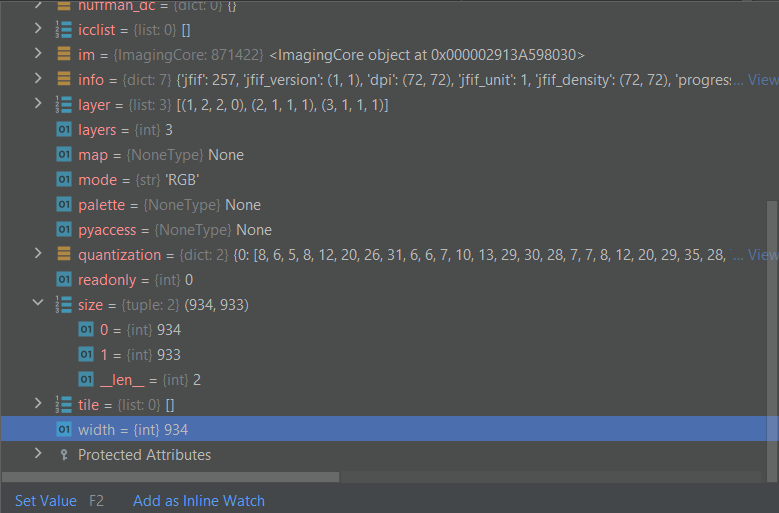 huffman_dc = {dict: 0} {}
icclist = {list: 0} []
im = {ImagingCore: 871422} <ImagingCore object at 0x000002913A598030>
info = {dict: 7} {'jfif': 257, 'jfif_version': (1, 1), 'dpi': (72, 72), 'jfif_unit': 1, 'jfif_density': (72, 72), 'progres... View
layer = {list: 3} [(1, 2, 2, 0), (2, 1, 1, 1), (3, 1, 1, 1)]
layers = {int} 3
map = {NoneType} None
mode = {str} 'RGB'
palette = {NoneType} None
pyaccess = {NoneType} None
quantization = {dict: 2} {0: [8, 6, 5, 8, 12, 20, 26, 31, 6, 6, 7, 10, 13, 29, 30, 28, 7, 7, 8, 12, 20, 29, 35, 28, ... View
readonly = {int} 0
size = {tuple: 2} (934, 933)
0 = {int} 934
1 = {int} 933
__len__ = {int} 2
tile = {list: 0} []
width = {int} 934
Protected Attributes
Set Value F2 Add as Inline Watch